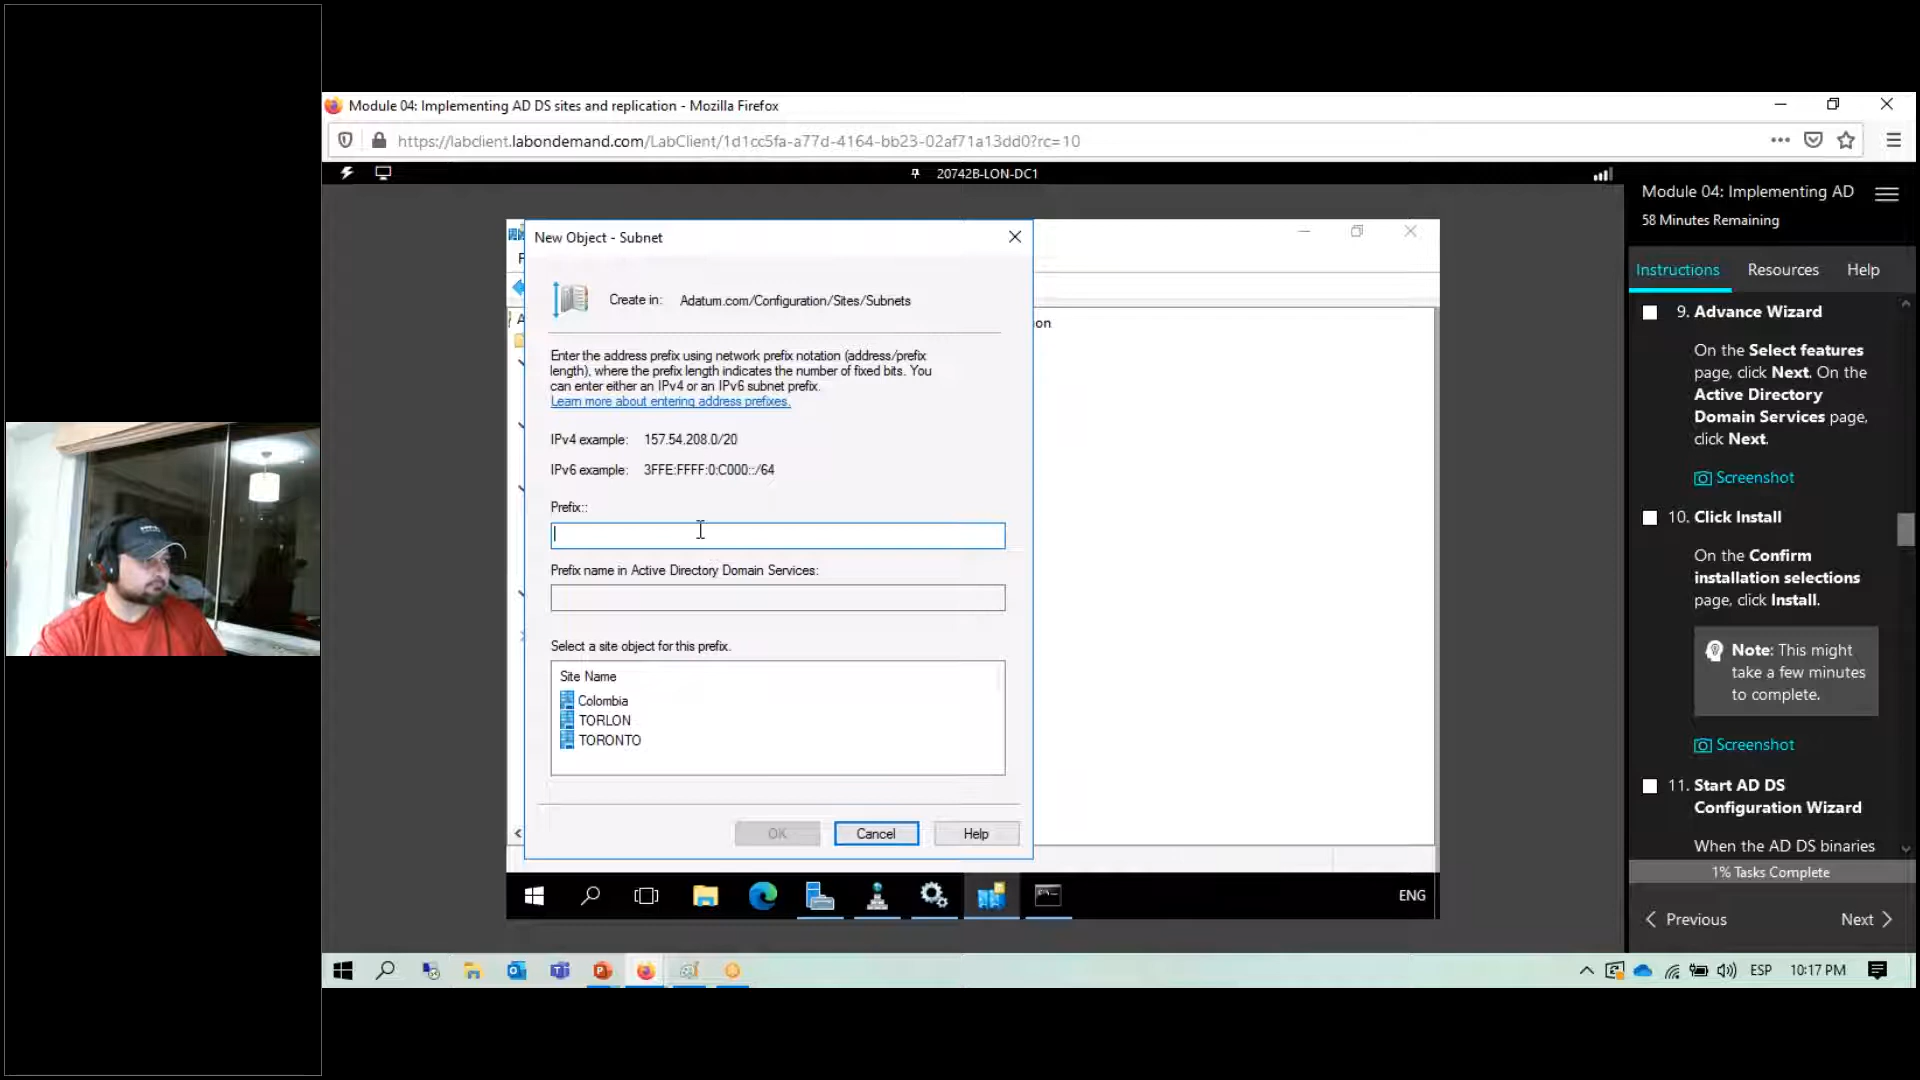 Module 04: Implementing AD DS sites and replication - Mozilla Firefox
https://labclient.labondemand.com/LabClient/1d1cc5fa-a77d-4164-bb23-02af71a13dd0?rc=10
20742B-LON-DC1
Module 04: Implementing AD
58 Minutes Remaining
Instructions
Resources
Help
New Object - Subnet
Create in: Adatum.com/Configuration/Sites/Subnets
Enter the address prefix using network prefix notation (address/prefix
length), where the prefix length indicates the number of fixed bits. You
can enter either an IPv4 or an IPv6 subnet prefix.
Learn more about entering address prefixes.
IPv4 example: 157.54.208.0/20
IPv6 example: 3FFE:FFFF:0:C000::/64
Prefix::
Prefix name in Active Directory Domain Services:
Select a site object for this prefix.
Site Name
Colombia
TORLON
TORONTO
OK
Cancel
Help
on
9. Advance Wizard
On the Select features
page, click Next. On the
Active Directory
Domain Services page,
click Next.
Screenshot
10. Click Install
On the Confirm
installation selections
page, click Install.
Note: This might
take a few minutes
to complete.
Screenshot
11. Start AD DS
Configuration Wizard
When the AD DS binaries
1% Tasks Complete
Previous
Next
ENG
ESP
10:17 PM